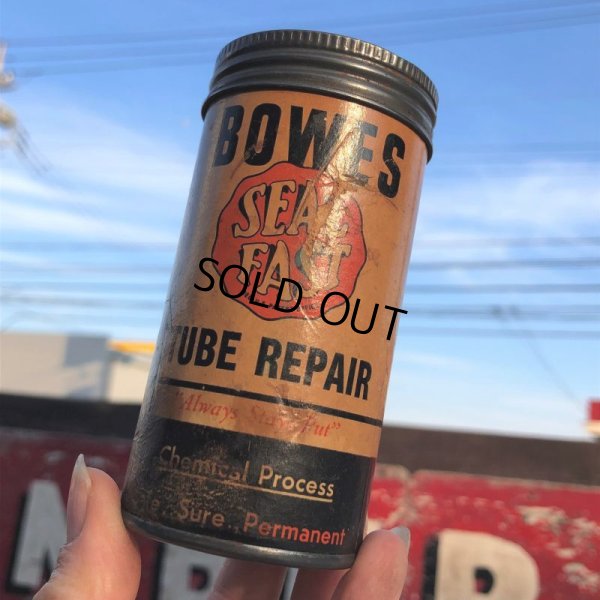 BOWES
SEAL
FAST
SOLD OUT
TUBE REPAIR
"Always Stays Put"
Chemical Process
Sure.. Permanent